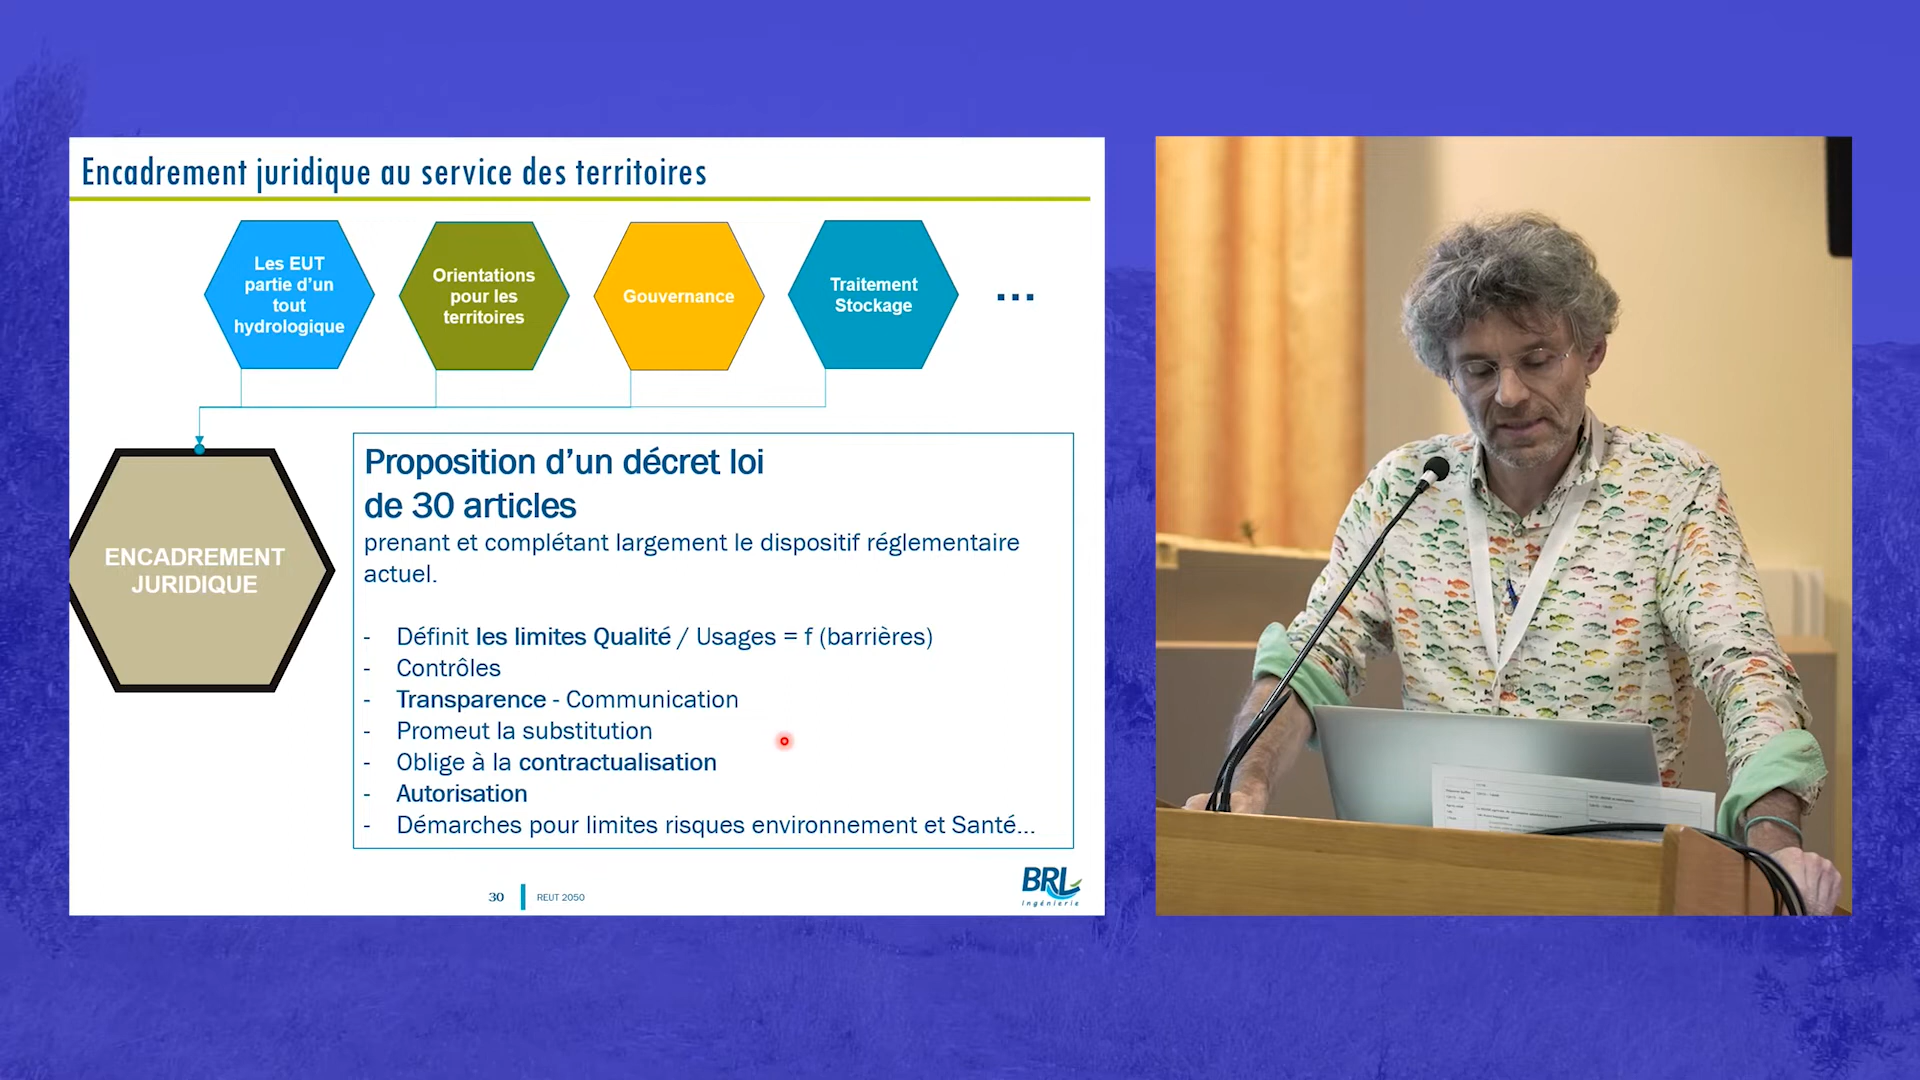 Encadrement juridique au service des territoires
Les EUT
partie d’un
tout
hydrologique
Orientations
pour les
territoires
Gouvernance
Traitement
Stockage
...
ENCADREMENT
JURIDIQUE
Proposition d’un décret loi
de 30 articles
prenant et complétant largement le dispositif réglementaire
actuel.
- Définit les limites Qualité / Usages = f (barrières)
- Contrôles
- Transparence - Communication
- Promeut la substitution
- Oblige à la contractualisation
- Autorisation
- Démarches pour limites risques environnement et Santé...
30
REUT 2050
BRL
Ingénierie